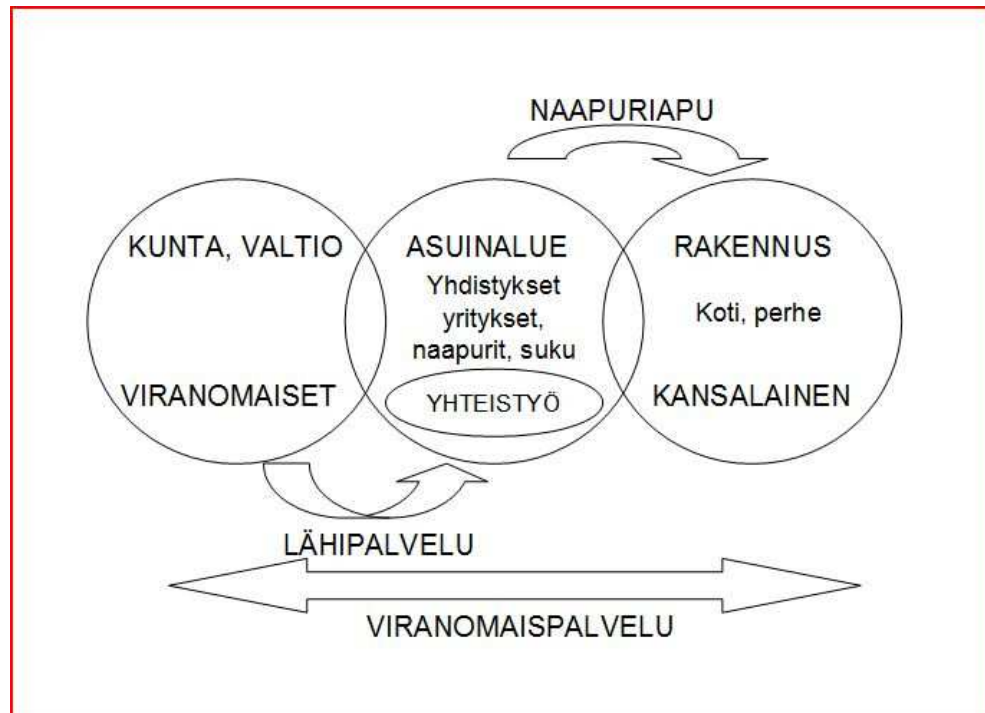 NAAPURIAPU
KUNTA, VALTIO
VIRANOMAISET
ASUINALUE
Yhdistykset
yritykset,
naapurit, suku
YHTEISTYÖ
RAKENNUS
Koti, perhe
KANSALAINEN
LÄHIPALVELU
VIRANOMAISPALVELU